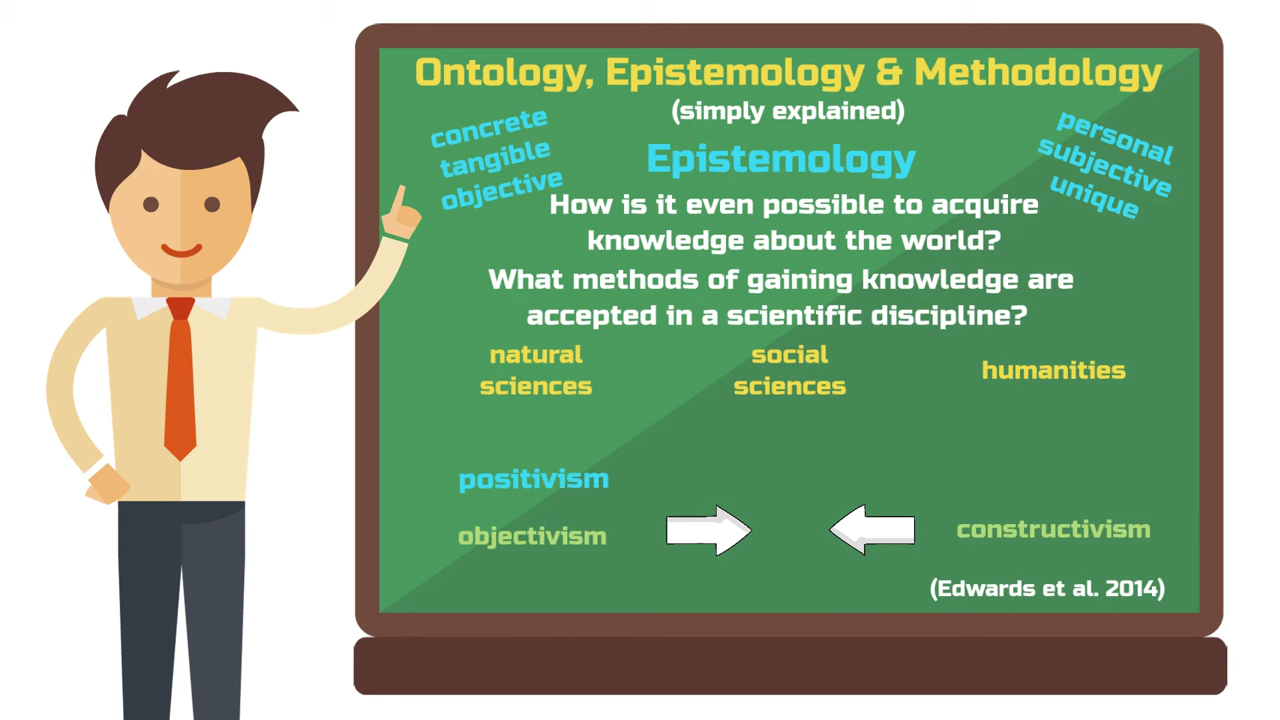 Ontology, Epistemology & Methodology
(simply explained)
concrete
tangible
objective
Epistemology
personal
subjective
unique
How is it even possible to acquire
knowledge about the world?
What methods of gaining knowledge are
accepted in a scientific discipline?
natural
sciences
social
sciences
humanities
positivism
objectivism
constructivism
(Edwards et al. 2014)